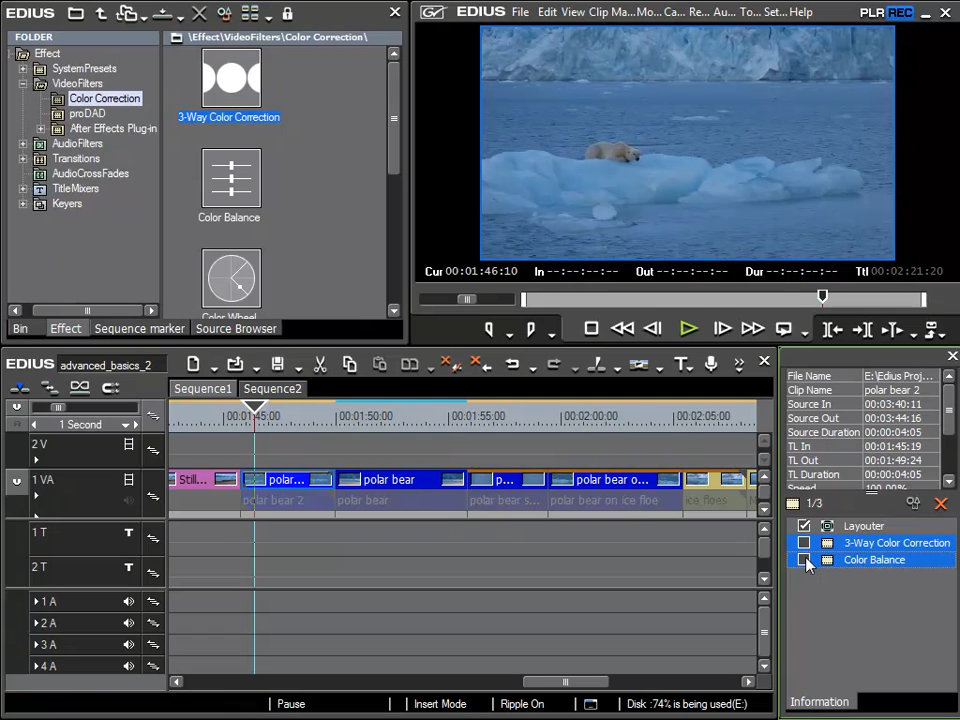 EDIUS
FOLDER
\Effect\VideoFilters\Color Correction\
Effect
SystemPresets
VideoFilters
Color Correction
proDAD
After Effects Plug-in
AudioFilters
Transitions
AudioCrossFades
TitleMixers
Keyers
3-Way Color Correction
Color Balance
Color Wheel
Bin
Effect
Sequence marker
Source Browser
EDIUS File Edit View Clip Ma... Mo... Ca... Re... Au... To... Set... Help
PLR REC
Cur 00:01:46:10 In --:--:--:-- Out --:--:--:-- Dur --:--:--:-- Ttl 00:02:21:20
EDIUS advanced_basics_2
Sequence1 Sequence2
1 Second
00:01:45:00 00:01:50:00 00:01:55:00 00:02:00:00 00:02:05:00
2 V
1 VA
Still... polar... polar bear p... polar bear o...
polar bear 2 polar bear polar bear s... polar bear on ice floe ice floes
1 T T
2 T T
1 A
2 A
3 A
4 A
Pause Insert Mode Ripple On Disk :74% is being used(E:)
File Name E:\Edius Proj...
Clip Name polar bear 2
Source In 00:03:40:11
Source Out 00:03:44:16
Source Duration 00:00:04:05
TL In 00:01:45:19
TL Out 00:01:49:24
TL Duration 00:00:04:05
Speed 100.00%
1/3
Layouter
3-Way Color Correction
Color Balance
Information